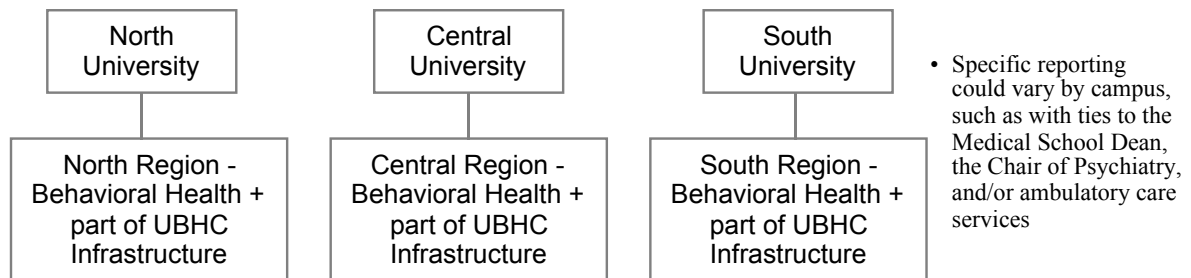 North
University
North Region -
Behavioral Health +
part of UBHC
Infrastructure
Central
University
Central Region -
Behavioral Health +
part of UBHC
Infrastructure
South
University
South Region -
Behavioral Health +
part of UBHC
Infrastructure
• Specific reporting
could vary by campus,
such as with ties to the
Medical School Dean,
the Chair of Psychiatry,
and/or ambulatory care
services